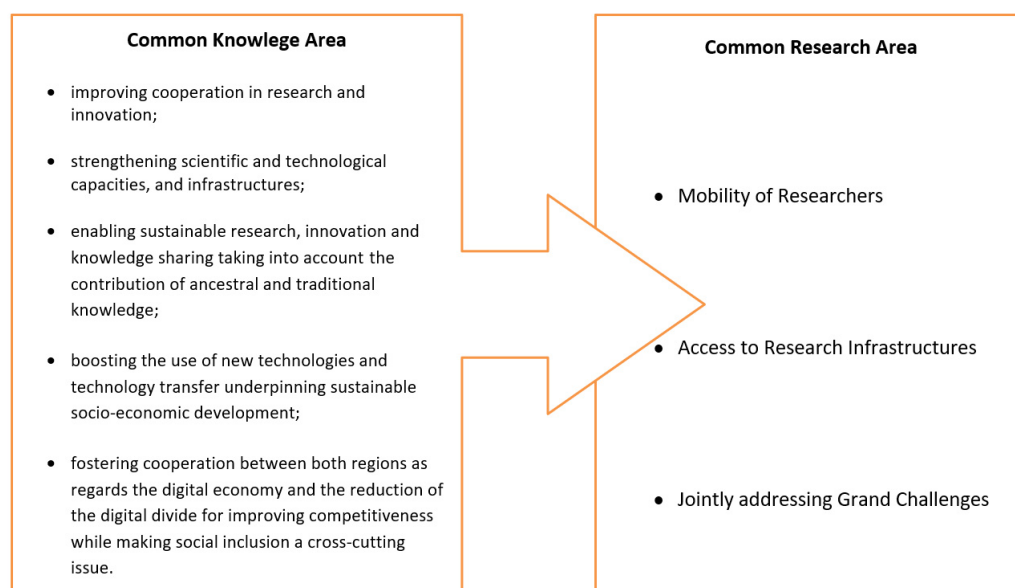 Common Knowlege Area
• improving cooperation in research and
innovation;
• strengthening scientific and technological
capacities, and infrastructures;
• enabling sustainable research, innovation and
knowledge sharing taking into account the
contribution of ancestral and traditional
knowledge;
• boosting the use of new technologies and
technology transfer underpinning sustainable
socio-economic development;
• fostering cooperation between both regions as
regards the digital economy and the reduction of
the digital divide for improving competitiveness
while making social inclusion a cross-cutting
issue.
Common Research Area
• Mobility of Researchers
• Access to Research Infrastructures
• Jointly addressing Grand Challenges